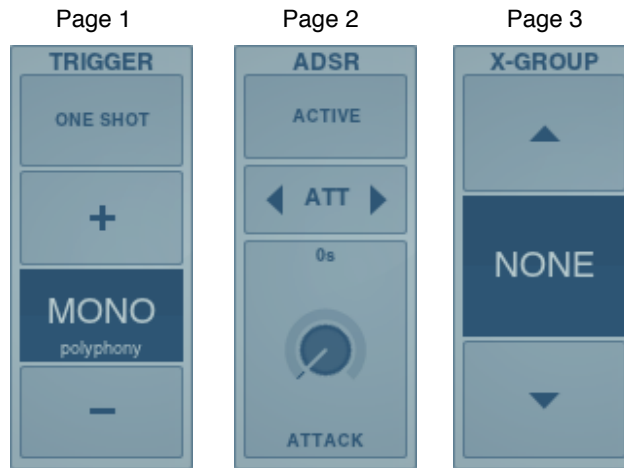 Page 1
TRIGGER
ONE SHOT
+
MONO
polyphony
−
Page 2
ADSR
ACTIVE
ATT
0s
ATTACK
Page 3
X-GROUP
NONE